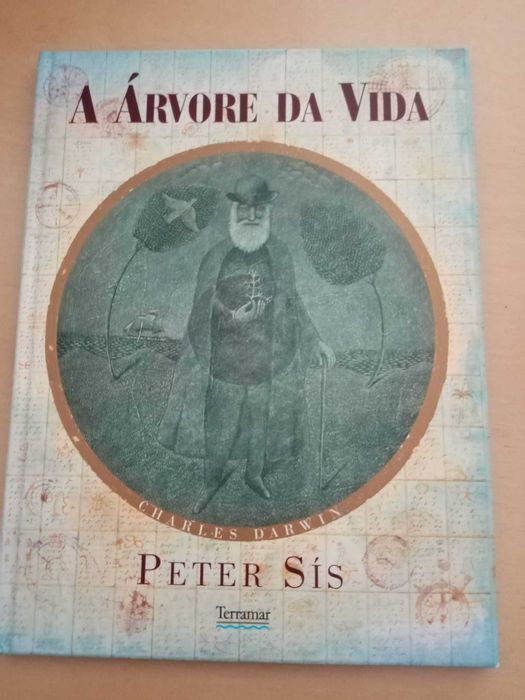 A ÁRVORE DA VIDA
CHARLES DARWIN
PETER SÍS
Terramar